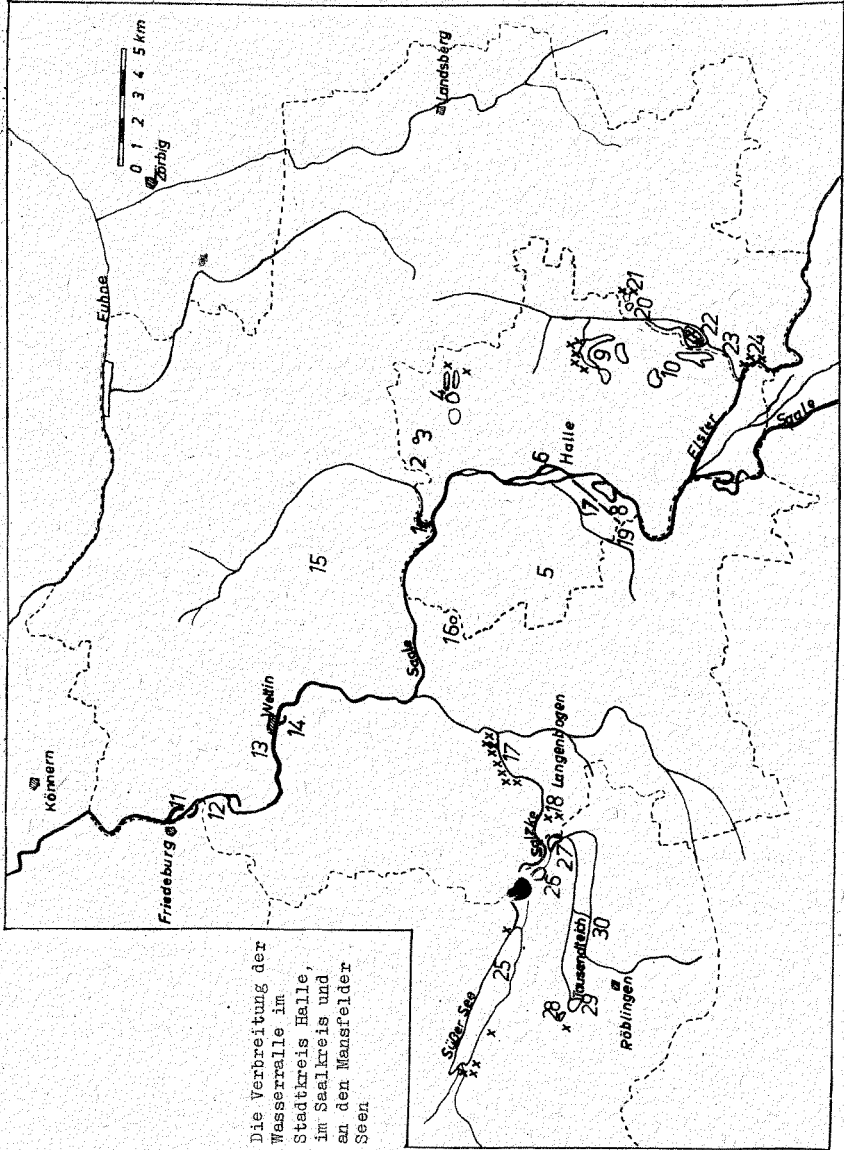 Die Verbreitung der
Wasserralle im
Stadtkreis Halle,
im Saalkreis und
an den Mansfelder
Seen
0 1 2 3 4 5 km
Könnern
Friedeburg
11
12
13
Wettin
14
15
Fuhne
Zörbig
Landsberg
Saale
16
1
2
3
4
5
6
Halle
7
8
19
9
10
20
21
22
23
24
Elster
Saale
17
Langenbogen
18
Salzke
27
26
25
Süßer See
28
29
Tausendteich
30
Röblingen